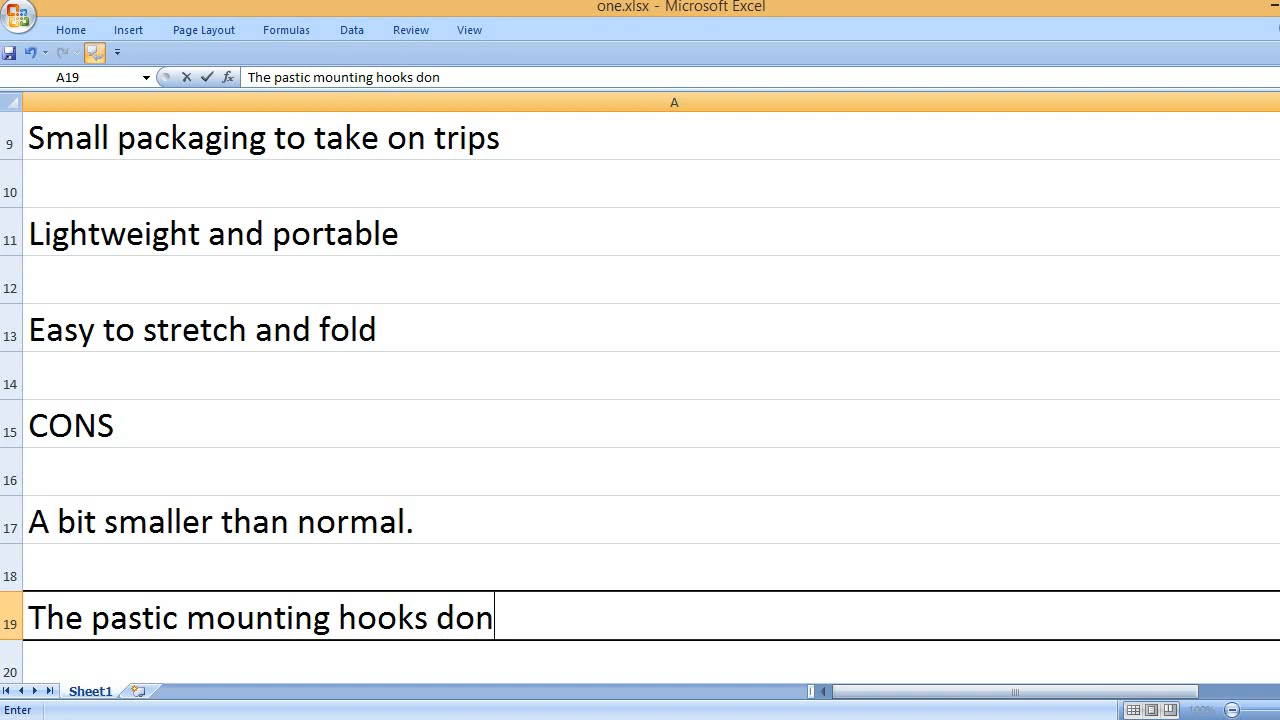 one.xlsx - Microsoft Excel
Home Insert Page Layout Formulas Data Review View
A19 fx The pastic mounting hooks don
A
9 Small packaging to take on trips
10
11 Lightweight and portable
12
13 Easy to stretch and fold
14
15 CONS
16
17 A bit smaller than normal.
18
19 The pastic mounting hooks don
20
Sheet1
Enter 100%